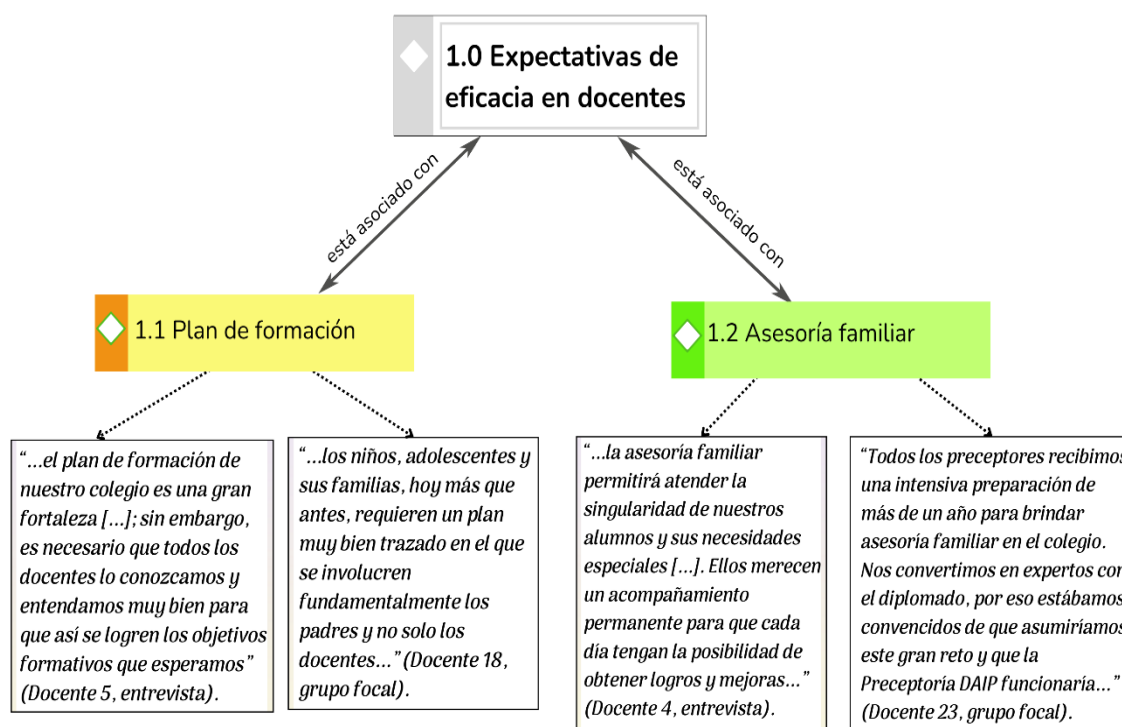 1.0 Expectativas de
eficacia en docentes
está asociado con
está asociado con
1.1 Plan de formación
1.2 Asesoría familiar
“...el plan de formación de
nuestro colegio es una gran
fortaleza [...]; sin embargo,
es necesario que todos los
docentes lo conozcamos y
entendamos muy bien para
que así se logren los objetivos
formativos que esperamos”
(Docente 5, entrevista).
“...los niños, adolescentes y
sus familias, hoy más que
antes, requieren un plan
muy bien trazado en el que
se involucren
fundamentalmente los
padres y no solo los
docentes...” (Docente 18,
grupo focal).
“...la asesoría familiar
permitirá atender la
singularidad de nuestros
alumnos y sus necesidades
especiales [...]. Ellos merecen
un acompañamiento
permanente para que cada
día tengan la posibilidad de
obtener logros y mejoras...”
(Docente 4, entrevista).
“Todos los preceptores recibimos
una intensiva preparación de
más de un año para brindar
asesoría familiar en el colegio.
Nos convertimos en expertos con
el diplomado, por eso estábamos
convencidos de que asumiríamos
este gran reto y que la
Preceptoría DAIP funcionaría...”
(Docente 23, grupo focal).